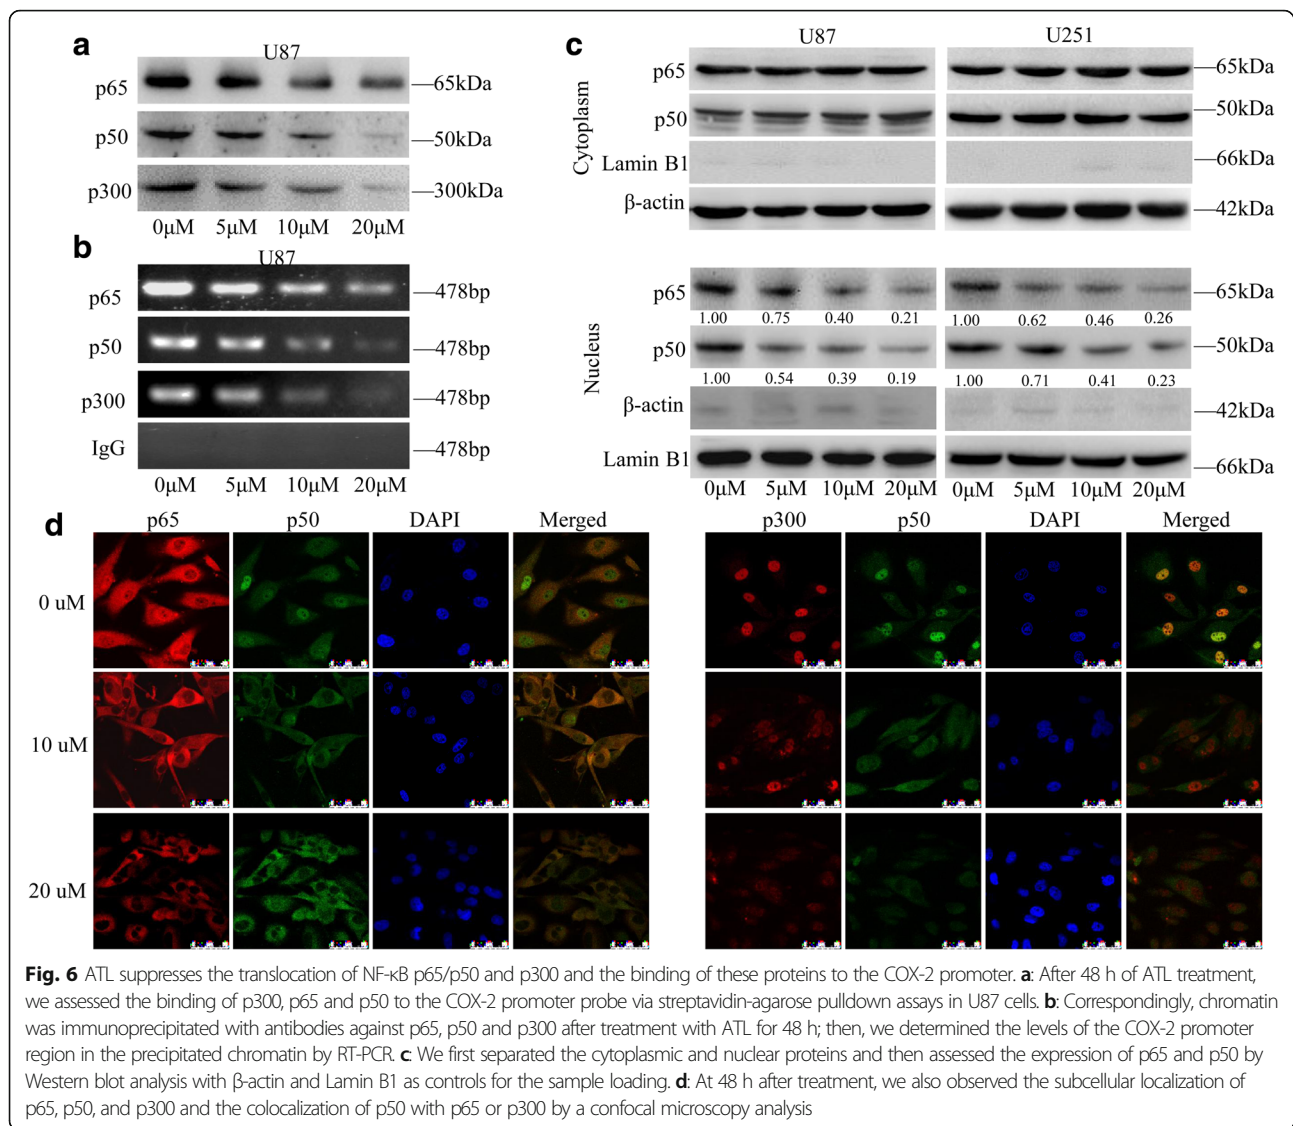 a
U87
p65
65kDa
p50
50kDa
p300
300kDa
0μM 5μM 10μM 20μM
b
U87
p65
478bp
p50
478bp
p300
478bp
IgG
478bp
0μM 5μM 10μM 20μM
c
U87 U251
Cytoplasm
p65
65kDa
p50
50kDa
Lamin B1
66kDa
β-actin
42kDa
Nucleus
p65
65kDa
1.00 0.75 0.40 0.21 1.00 0.62 0.46 0.26
p50
50kDa
1.00 0.54 0.39 0.19 1.00 0.71 0.41 0.23
β-actin
42kDa
Lamin B1
66kDa
0μM 5μM 10μM 20μM 0μM 5μM 10μM 20μM
d
p65 p50 DAPI Merged p300 p50 DAPI Merged
0 uM
10 uM
20 uM
Fig. 6 ATL suppresses the translocation of NF-κB p65/p50 and p300 and the binding of these proteins to the COX-2 promoter. a: After 48 h of ATL treatment,
we assessed the binding of p300, p65 and p50 to the COX-2 promoter probe via streptavidin-agarose pulldown assays in U87 cells. b: Correspondingly, chromatin
was immunoprecipitated with antibodies against p65, p50 and p300 after treatment with ATL for 48 h; then, we determined the levels of the COX-2 promoter
region in the precipitated chromatin by RT-PCR. c: We first separated the cytoplasmic and nuclear proteins and then assessed the expression of p65 and p50 by
Western blot analysis with β-actin and Lamin B1 as controls for the sample loading. d: At 48 h after treatment, we also observed the subcellular localization of
p65, p50, and p300 and the colocalization of p50 with p65 or p300 by a confocal microscopy analysis